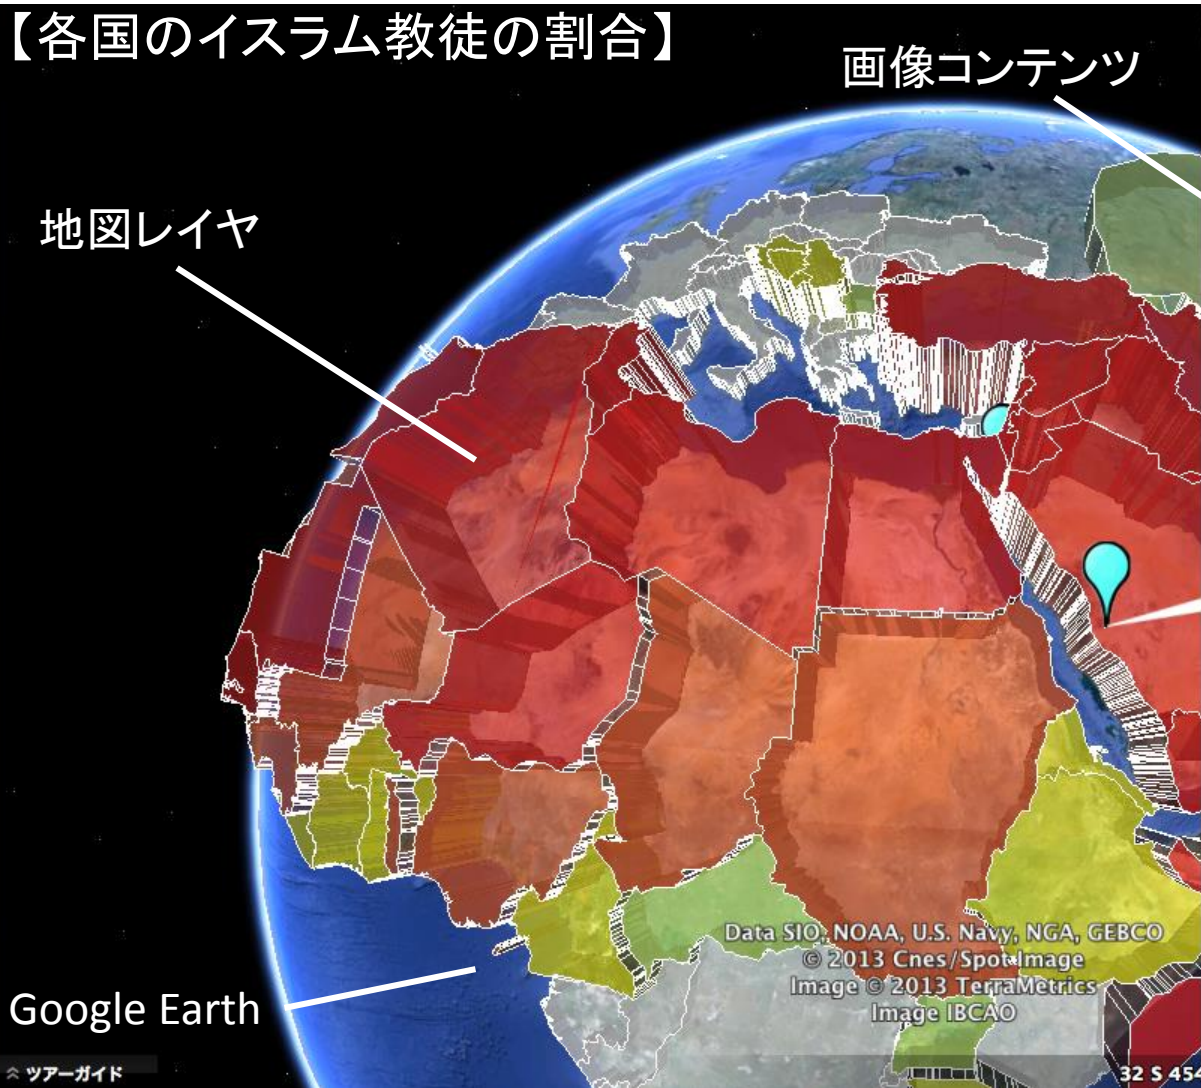 【各国のイスラム教徒の割合】
画像コンテンツ
地図レイヤ
Data SIO, NOAA, U.S. Navy, NGA, GEBCO
© 2013 Cnes/Spot Image
Image © 2013 TerraMetrics
Image IBCAO
Google Earth
ツアーガイド
32 S 454